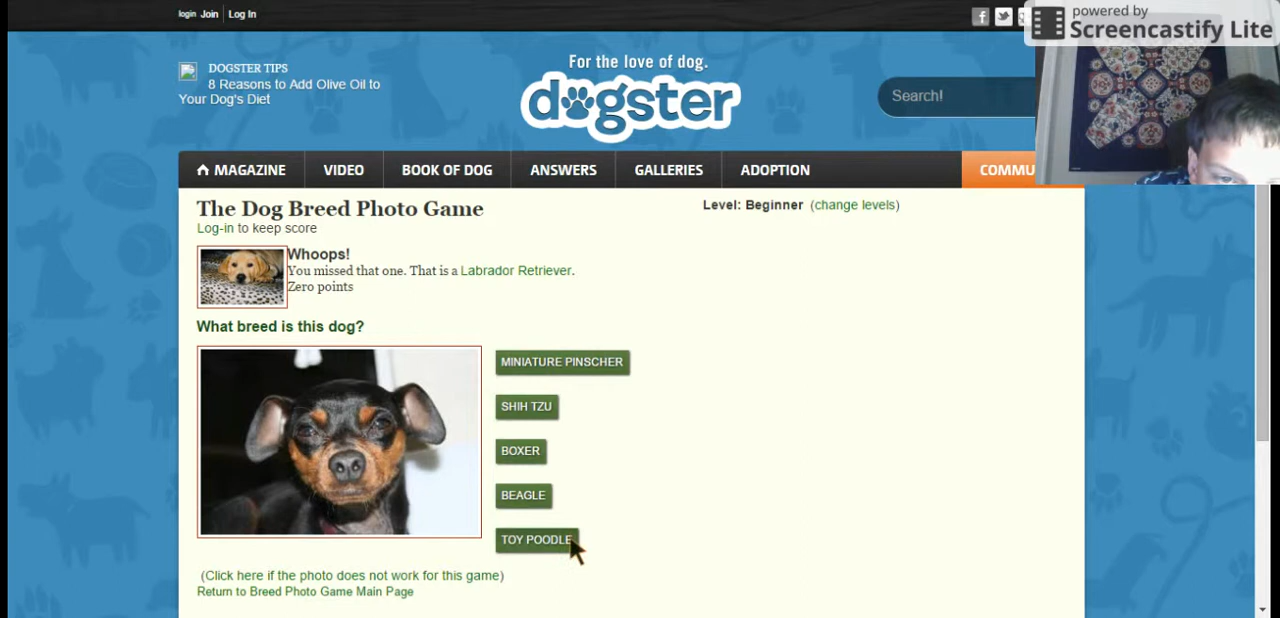 login Join Log In
powered by
Screencastify Lite
DOGSTER TIPS
8 Reasons to Add Olive Oil to
Your Dog's Diet
For the love of dog.
dogster
Search!
MAGAZINE VIDEO BOOK OF DOG ANSWERS GALLERIES ADOPTION
The Dog Breed Photo Game
Level: Beginner (change levels)
Log-in to keep score
Whoops!
You missed that one. That is a Labrador Retriever.
Zero points
What breed is this dog?
MINIATURE PINSCHER
SHIH TZU
BOXER
BEAGLE
TOY POODLE
(Click here if the photo does not work for this game)
Return to Breed Photo Game Main Page